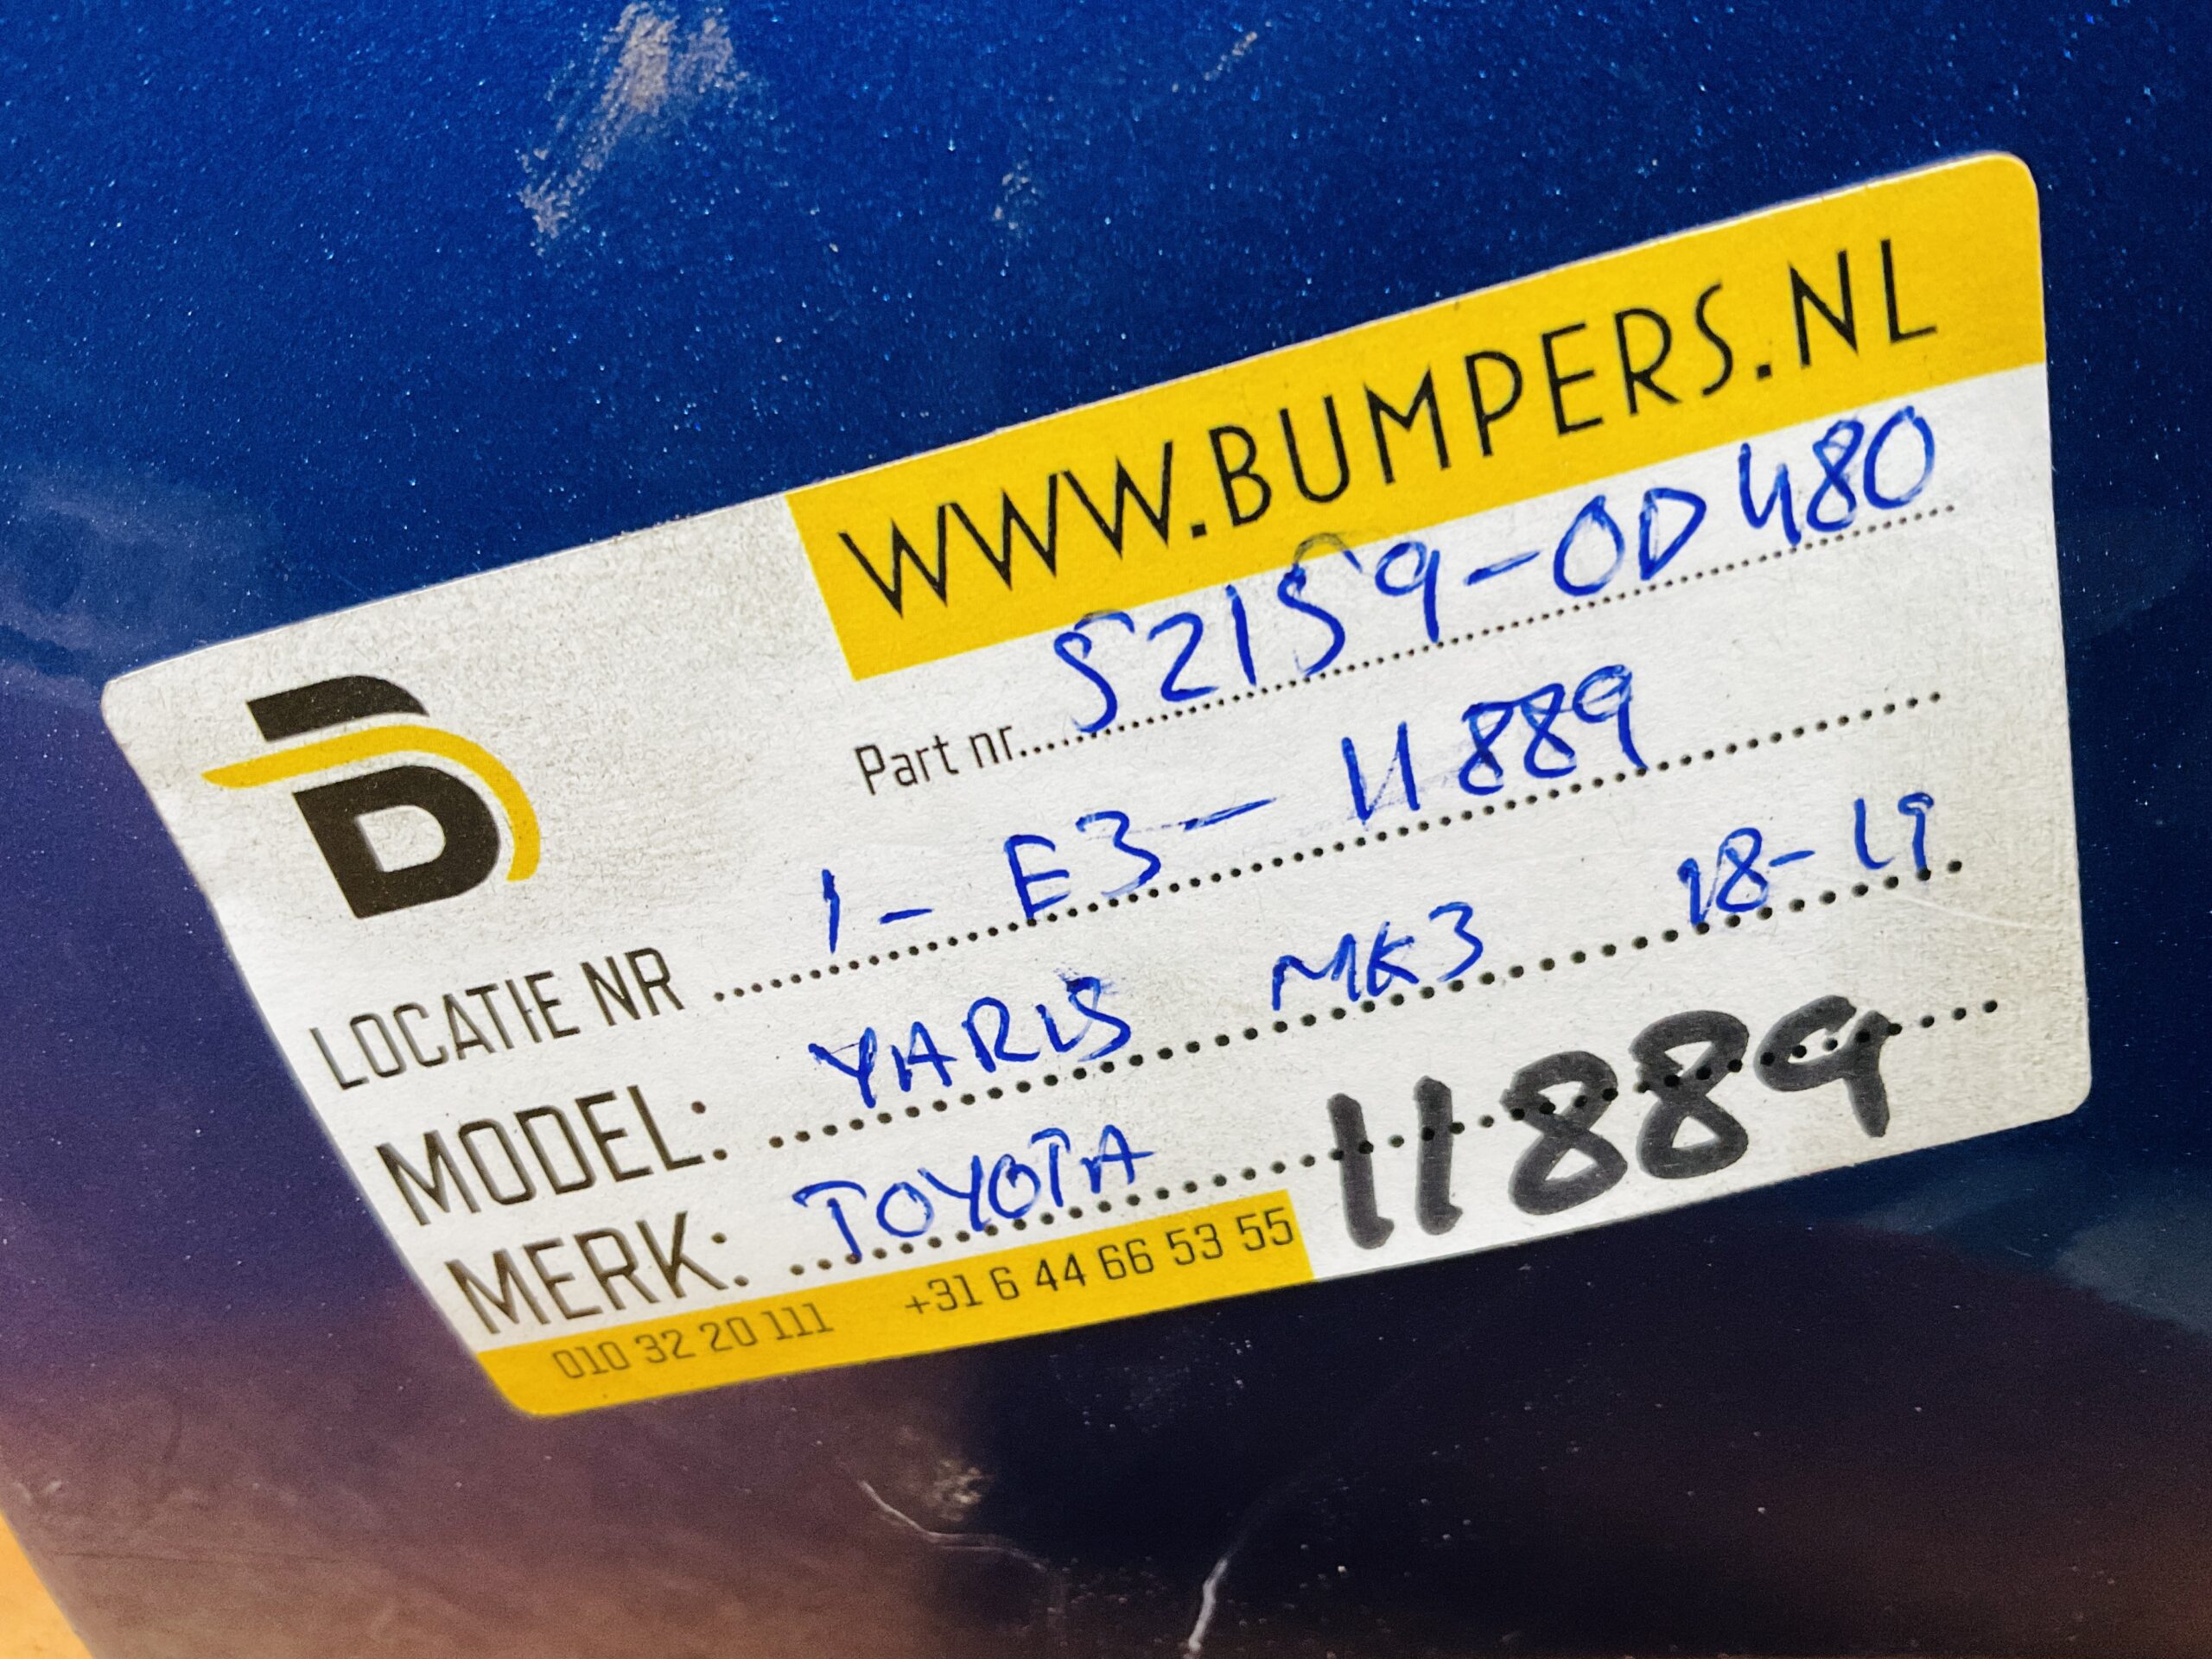 WWW.BUMPERS.NL
Part nr. 52159-0D480
LOCATIE NR 1-E3-11889
MODEL: YARIS MK3 18-19
MERK: TOYOTA 11889
010 32 20 111 +31 6 44 66 53 55